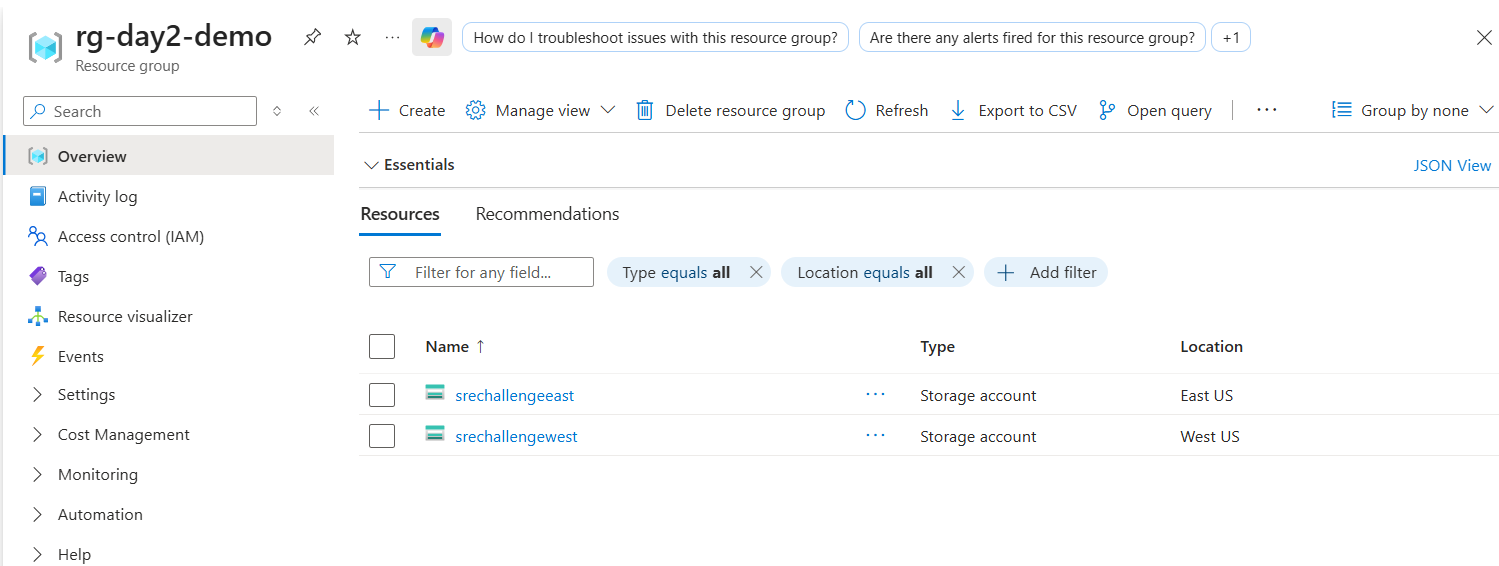 rg-day2-demo
Resource group
How do I troubleshoot issues with this resource group?
Are there any alerts fired for this resource group?
+1
Search
Create
Manage view
Delete resource group
Refresh
Export to CSV
Open query
Group by none
Overview
Activity log
Access control (IAM)
Tags
Resource visualizer
Events
Settings
Cost Management
Monitoring
Automation
Help
Essentials
JSON View
Resources Recommendations
Filter for any field...
Type equals all
Location equals all
Add filter
Name ↑ Type Location
srechallengeeast Storage account East US
srechallengewest Storage account West US